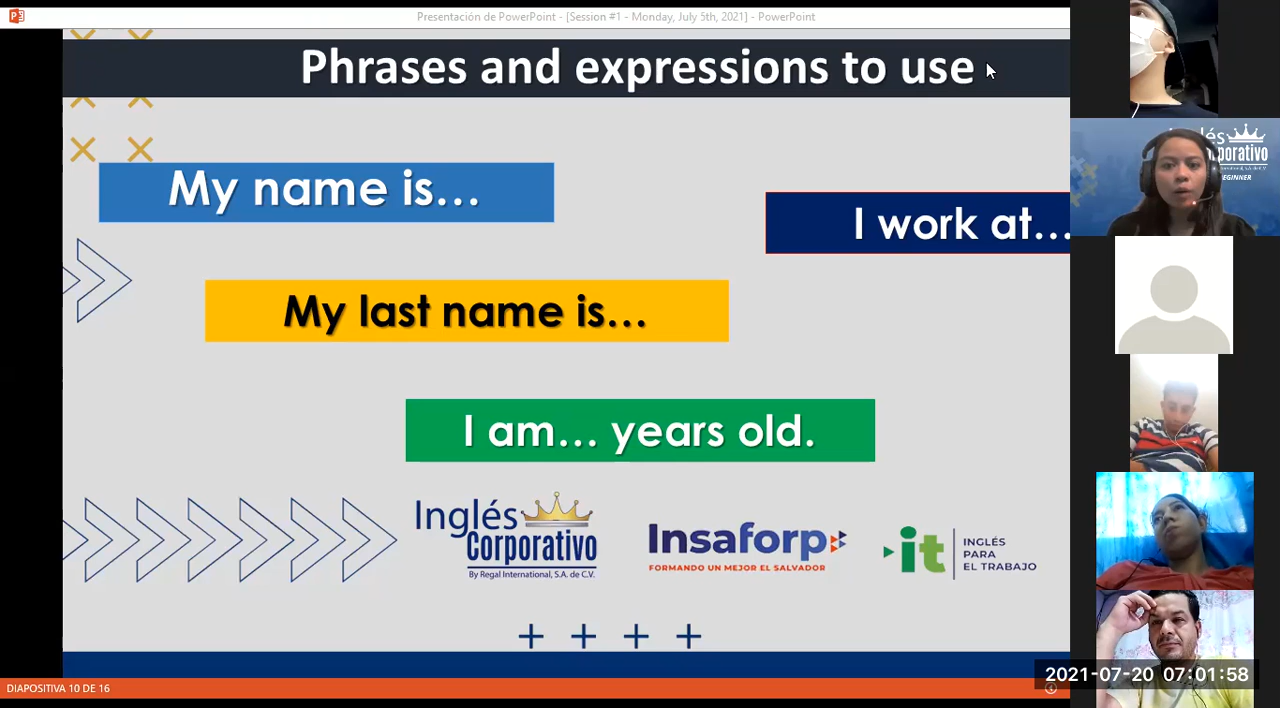 Presentación de PowerPoint - [Session #1 - Monday, July 5th, 2021] - PowerPoint
Phrases and expressions to use
My name is…
I work at…
My last name is…
I am… years old.
Inglés
Corporativo
By Regal International, S.A. de C.V.
Insaforp
FORMANDO UN MEJOR EL SALVADOR
it
INGLÉS
PARA
EL TRABAJO
DIAPOSITIVA 10 DE 16
2021-07-20 07:01:58